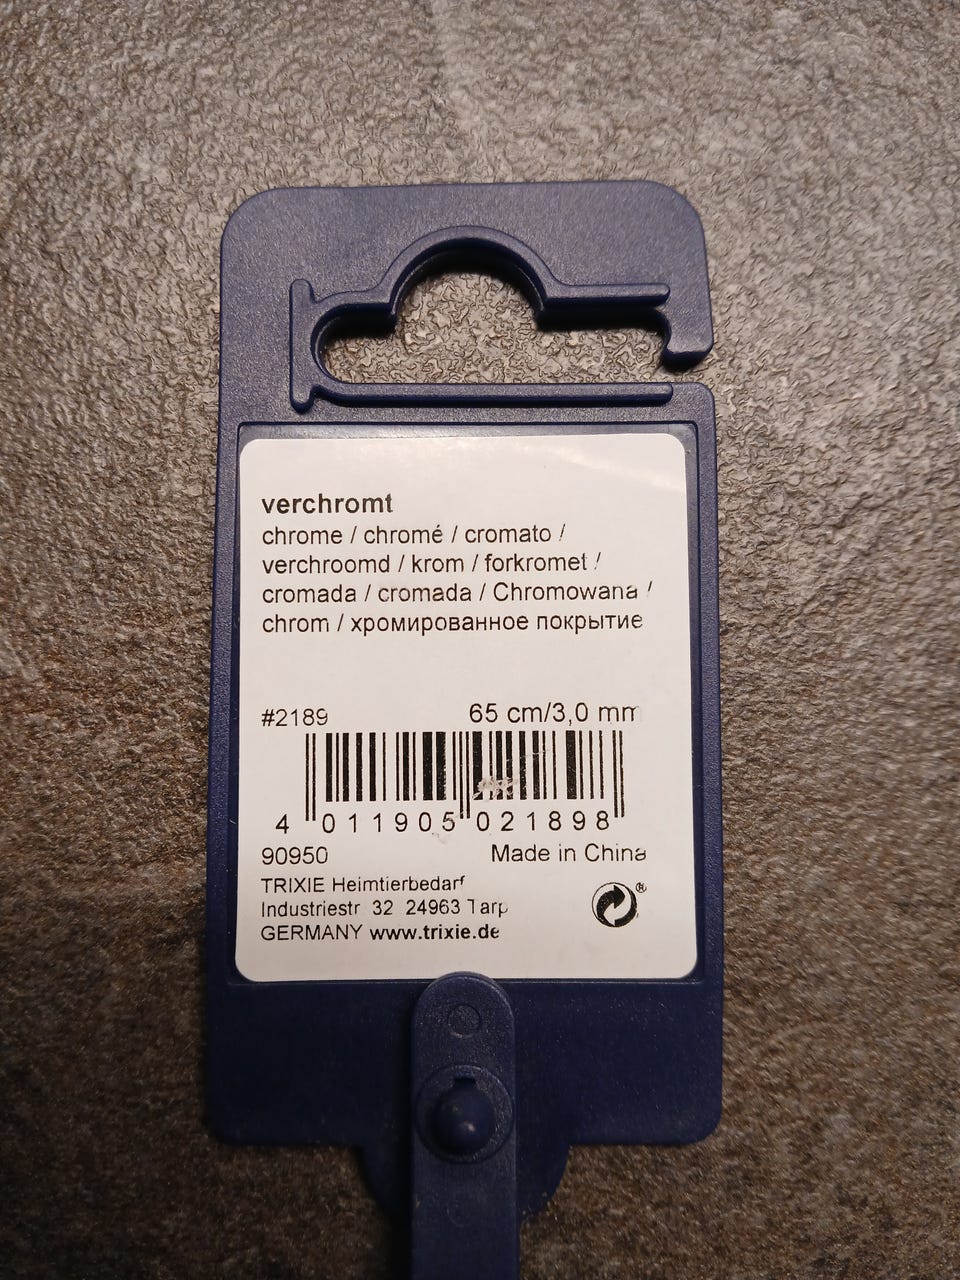 verchromt
chrome / chromé / cromato /
verchroomd / krom / forkromet /
cromada / cromada / Chromowana /
chrom / хромированное покрытие
#2189 65 cm/3,0 mm
4 011905 021898
90950 Made in China
TRIXIE Heimtierbedarf
Industriestr 32 24963 Tarp
GERMANY www.trixie.de
®